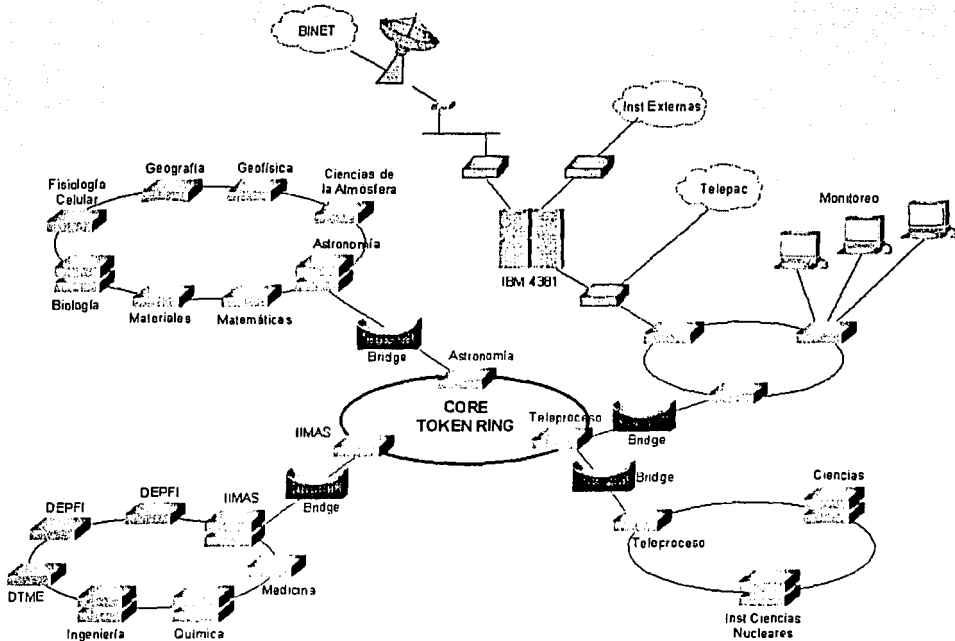 BINET
Inst Externas
Telepac
Monitoreo
IBM 4381
Geografía
Geofísica
Ciencias de
la Atmósfera
Fisiología
Celular
Astronomía
Biología
Materiales
Matemáticas
Bridge
Astronomía
CORE
TOKEN RING
IIMAS
Teleproceso
Bridge
Bridge
Bridge
DEPFI
DEPFI
IIMAS
DTME
Medicina
Ingeniería
Química
Ciencias
Teleproceso
Inst Ciencias
Nucleares